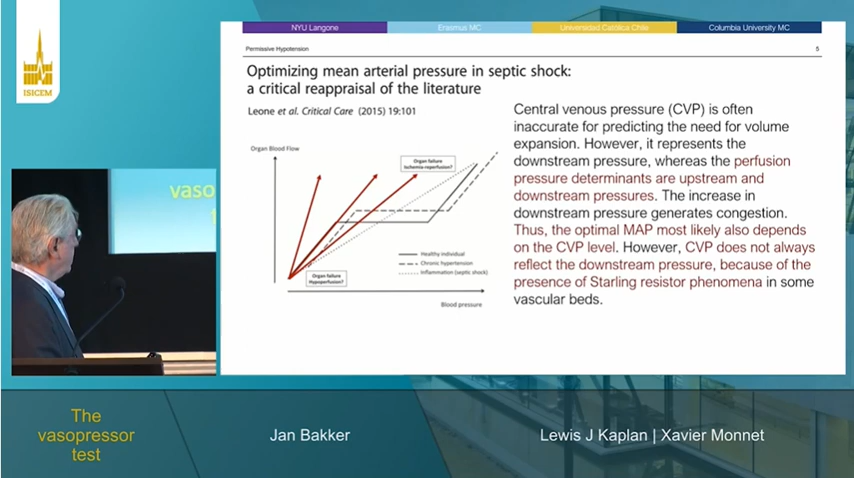 ISICEM
vaso
NYU Langone
Erasmus MC
Universidad Catolica Chile
Columbia University MC
Permissive Hypotension
5
Optimizing mean arterial pressure in septic shock:
a critical reappraisal of the literature
Leone et al. Critical Care (2015) 19:101
Organ Blood Flow
Organ failure
Ischemia-reperfusion?
Healthy individual
Chronic hypertension
Inflammation (septic shock)
Organ failure
Hypoperfusion?
Blood pressure
Central venous pressure (CVP) is often
inaccurate for predicting the need for volume
expansion. However, it represents the
downstream pressure, whereas the perfusion
pressure determinants are upstream and
downstream pressures. The increase in
downstream pressure generates congestion.
Thus, the optimal MAP most likely also depends
on the CVP level. However, CVP does not always
reflect the downstream pressure, because of the
presence of Starling resistor phenomena in some
vascular beds.
The
vasopressor
test
Jan Bakker
Lewis J Kaplan | Xavier Monnet